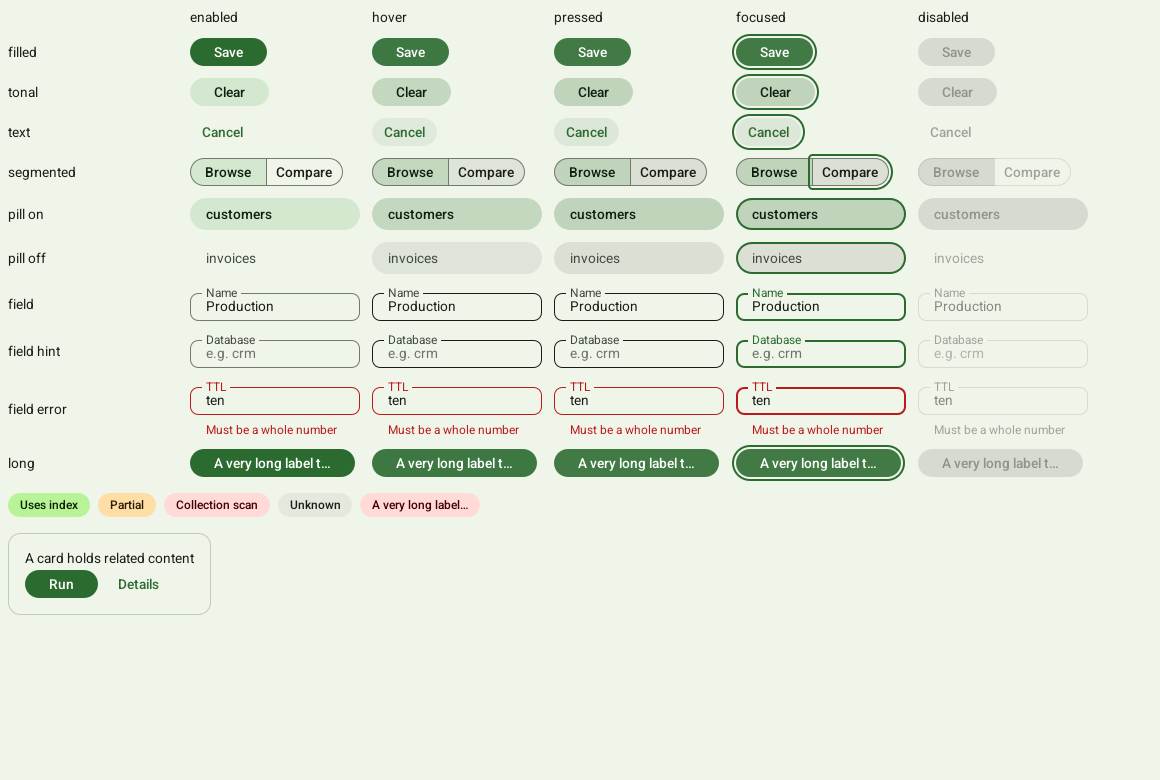 enabled hover pressed focused disabled
filled Save Save Save Save Save
tonal Clear Clear Clear Clear Clear
text Cancel Cancel Cancel Cancel Cancel
segmented Browse Compare Browse Compare Browse Compare Browse Compare Browse Compare
pill on customers customers customers customers customers
pill off invoices invoices invoices invoices invoices
Name Name Name Name Name
field Production Production Production Production Production
Database Database Database Database Database
field hint e.g. crm e.g. crm e.g. crm e.g. crm e.g. crm
TTL TTL TTL TTL TTL
field error ten ten ten ten ten
Must be a whole number Must be a whole number Must be a whole number Must be a whole number Must be a whole number
long A very long label t... A very long label t... A very long label t... A very long label t... A very long label t...
Uses index Partial Collection scan Unknown A very long label...
A card holds related content
Run Details